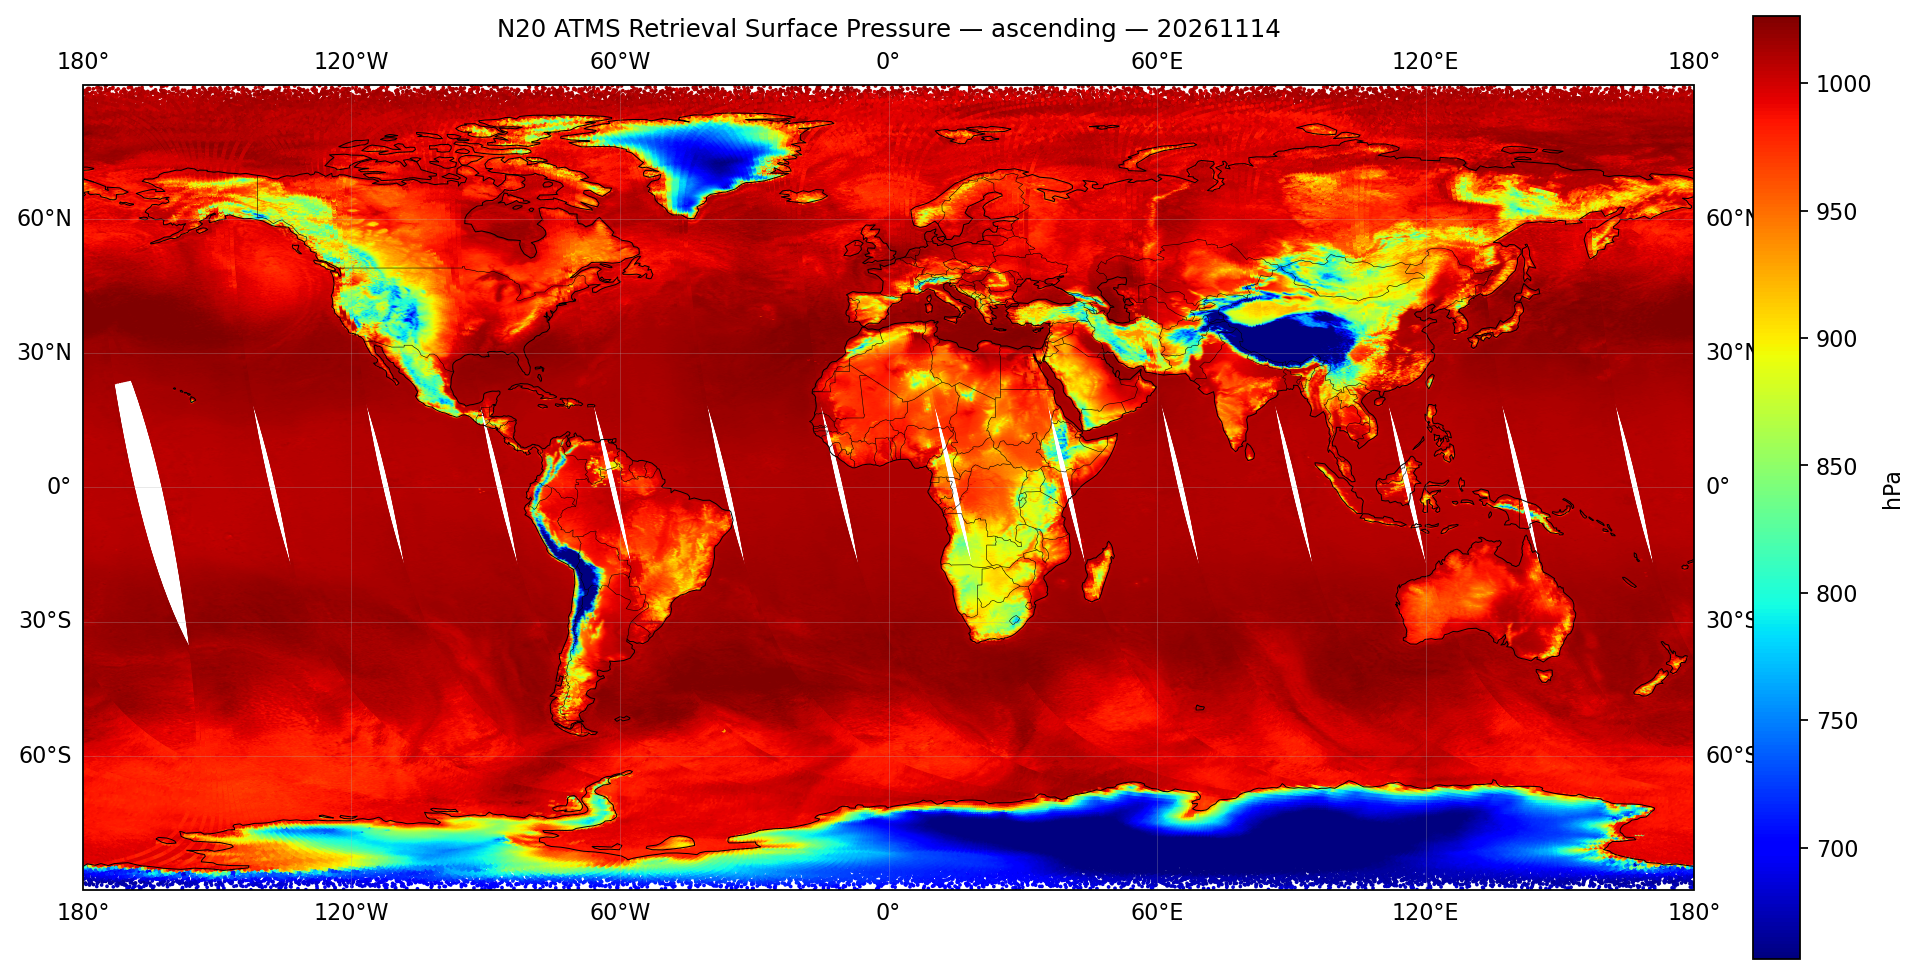 N20 ATMS Retrieval Surface Pressure — ascending — 20261114
180° 120°W 60°W 0° 60°E 120°E 180°
1000
60°N 60°N 950
30°N 30°N 900
850
0° 0° hPa
800
30°S 30°S
750
60°S 60°S
700
180° 120°W 60°W 0° 60°E 120°E 180°